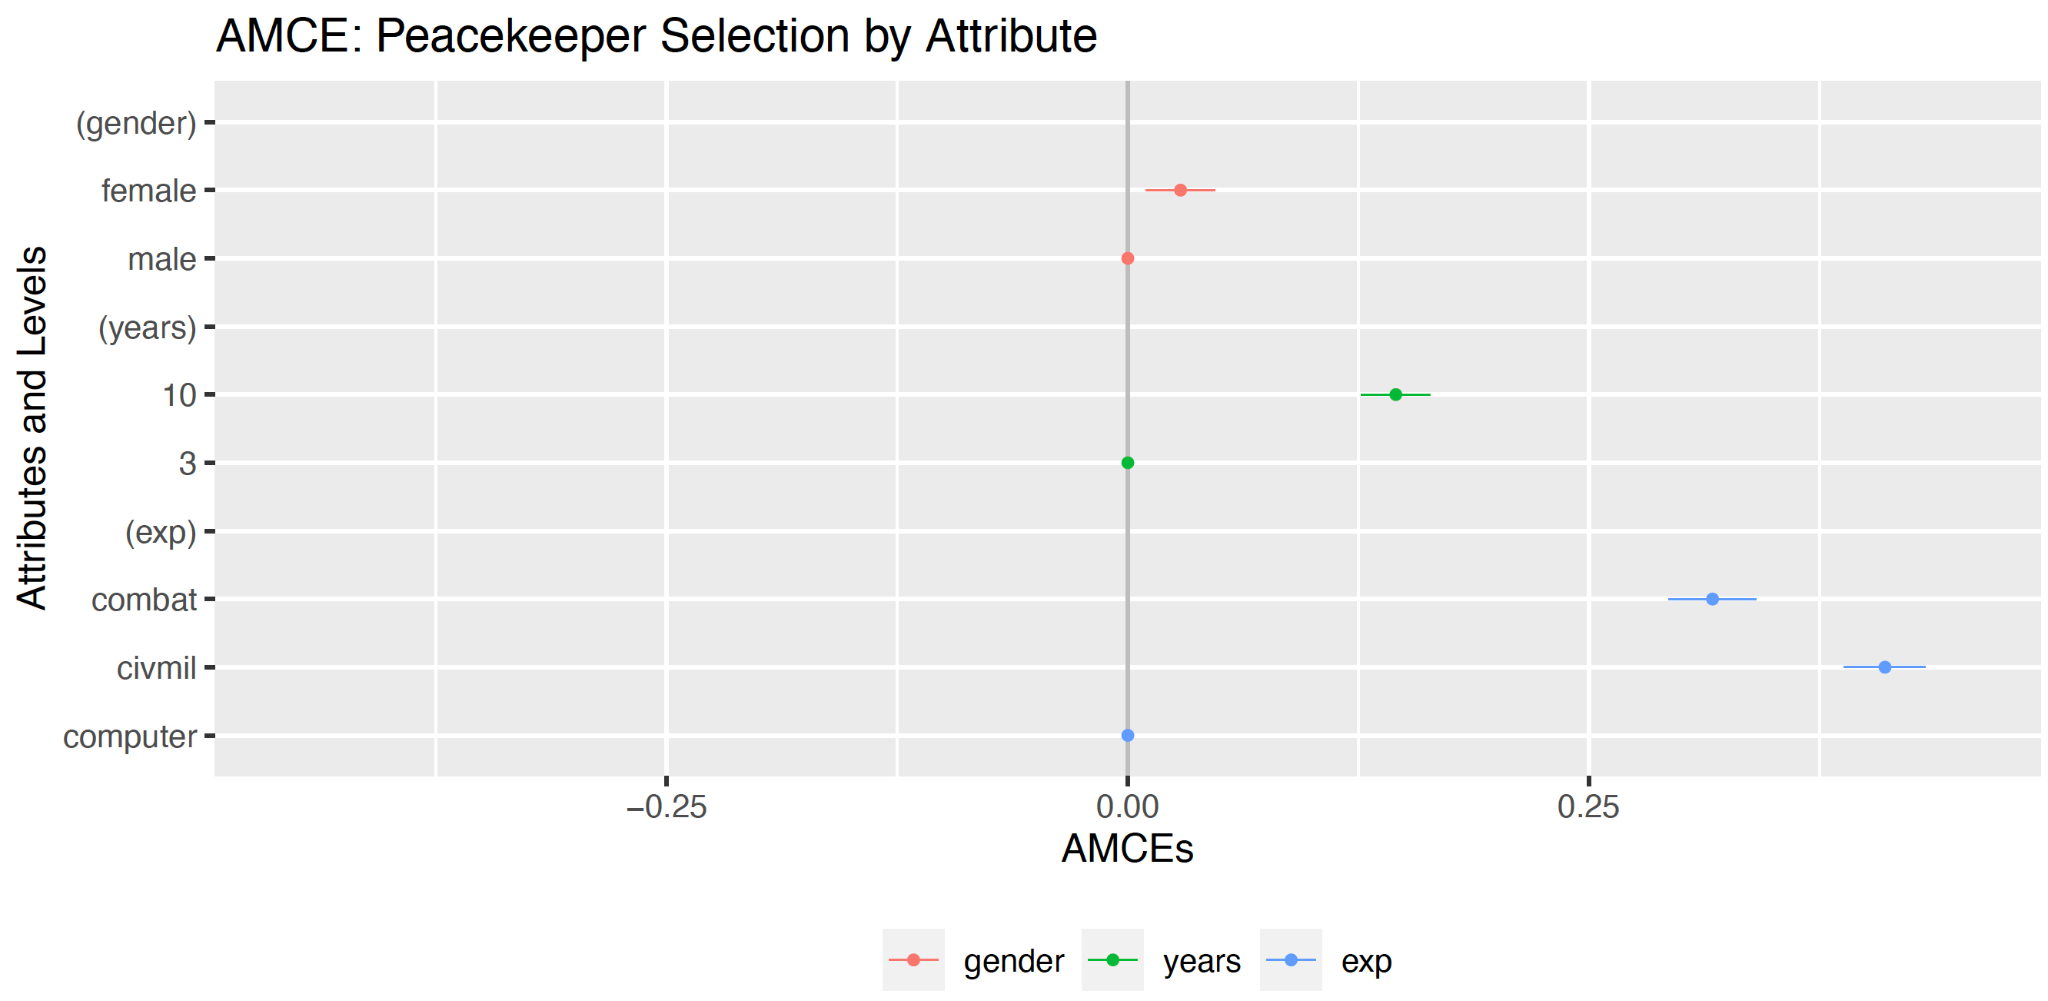 AMCE: Peacekeeper Selection by Attribute
Attributes and Levels
(gender)
female
male
(years)
10
3
(exp)
combat
civmil
computer
−0.25 0.00 0.25
AMCEs
gender years exp